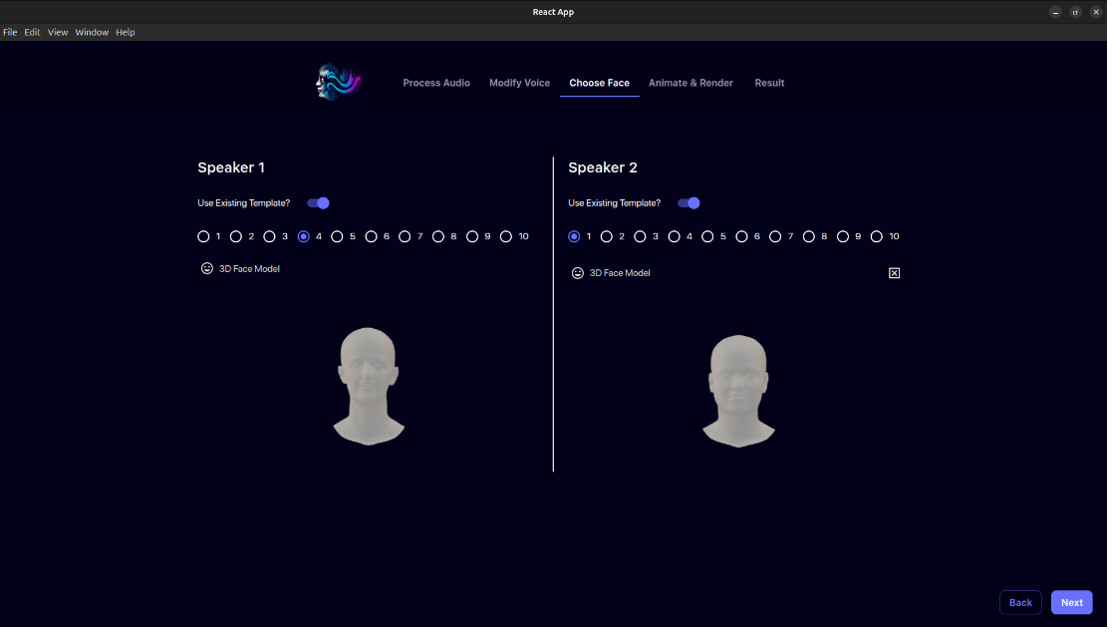 React App
File Edit View Window Help
Process Audio Modify Voice Choose Face Animate & Render Result
Speaker 1
Use Existing Template?
1 2 3 4 5 6 7 8 9 10
3D Face Model
Speaker 2
Use Existing Template?
1 2 3 4 5 6 7 8 9 10
3D Face Model
Back Next